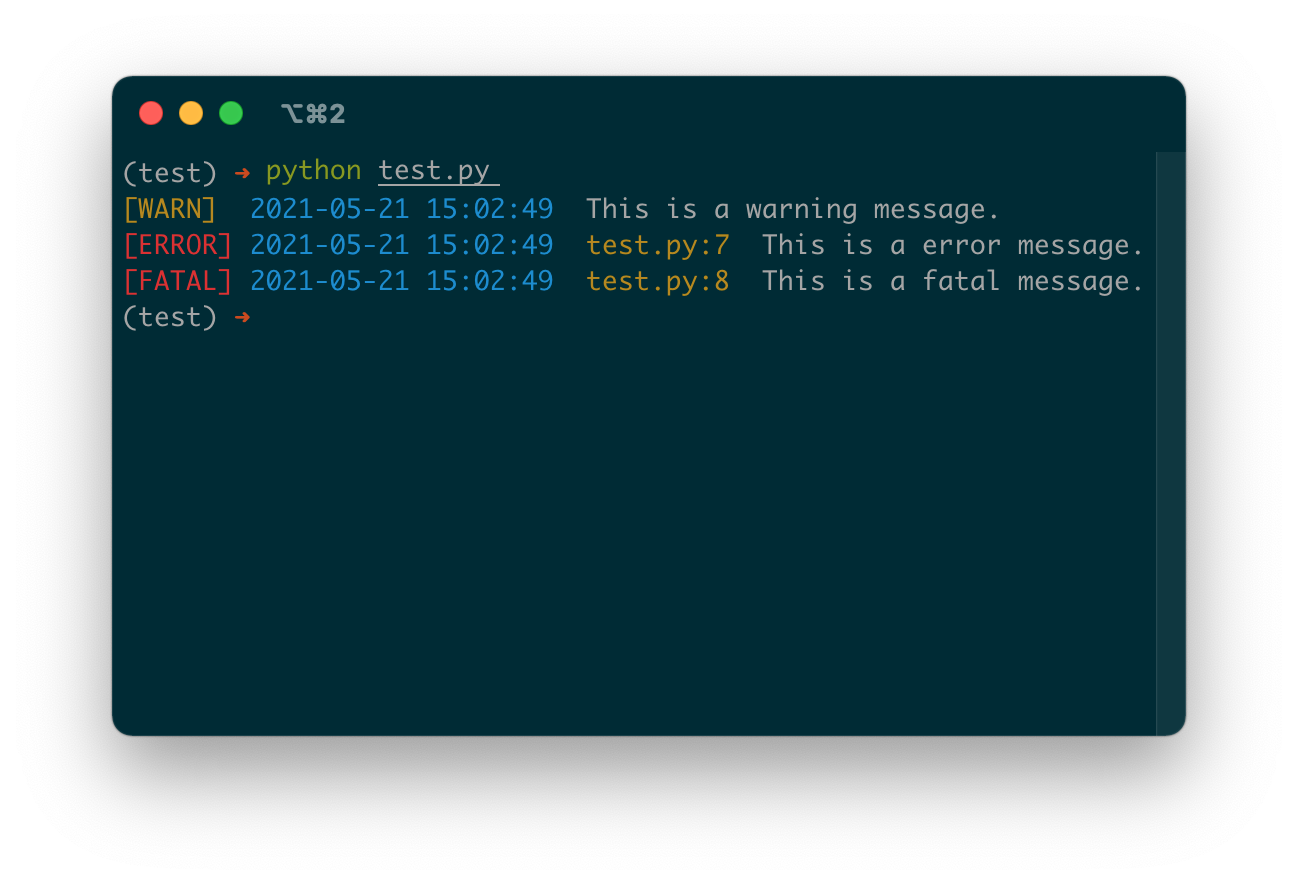 ⌥⌘2
(test) ➜ python test.py
[WARN]  2021-05-21 15:02:49  This is a warning message.
[ERROR] 2021-05-21 15:02:49  test.py:7  This is a error message.
[FATAL] 2021-05-21 15:02:49  test.py:8  This is a fatal message.
(test) ➜